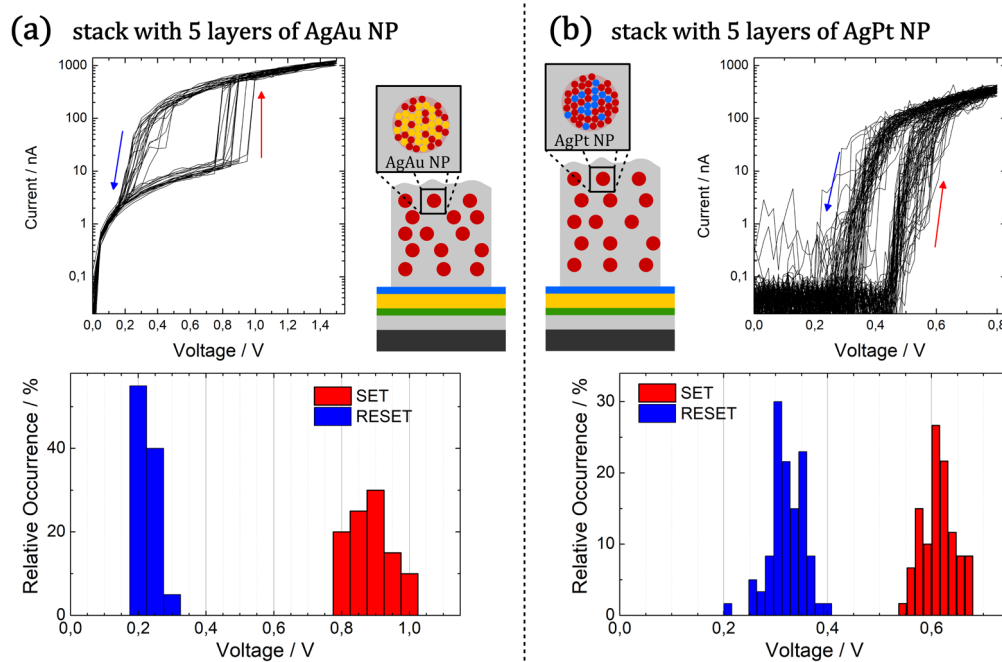 (a) stack with 5 layers of AgAu NP
1000
100
10
1
0,1
Current / nA
0,0 0,2 0,4 0,6 0,8 1,0 1,2 1,5
Voltage / V
AgAu NP
(b) stack with 5 layers of AgPt NP
AgPt NP
1000
100
10
1
0,1
Current / nA
0,0 0,2 0,4 0,6 0,8
Voltage / V
Relative Occurrence / %
40
20
0
SET
RESET
0,0 0,2 0,4 0,6 0,8 1,0
Voltage / V
Relative Occurrence / %
30
20
10
0
SET
RESET
0,0 0,2 0,4 0,6
Voltage / V